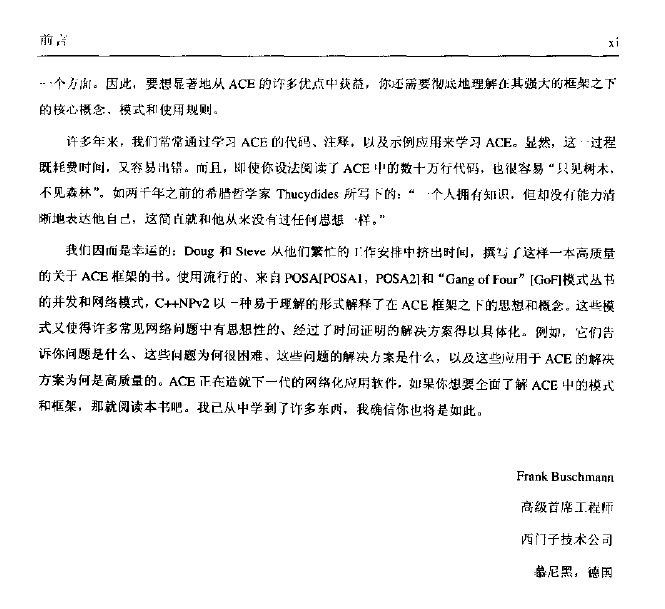 前言 xi
一个方面。因此，要想显著地从 ACE 的许多优点中获益，你还需要彻底地理解在其强大的框架之下
的核心概念、模式和使用规则。
许多年来，我们常常通过学习 ACE 的代码、注释，以及示例应用来学习 ACE。显然，这一过程
既耗费时间，又容易出错。而且，即使你设法阅读了 ACE 中的数十万行代码，也很容易“只见树木，
不见森林”。如两千年之前的希腊哲学家 Thucydides 所写下的：“一个人拥有知识，但却没有能力清
晰地表达他自己，这简直就和他从来没有过任何思想一样。”
我们因而是幸运的：Doug 和 Steve 从他们繁忙的工作安排中挤出时间，撰写了这样一本高质量
的关于 ACE 框架的书。使用流行的、来自 POSA[POSA1，POSA2]和“Gang of Four”[GoF]模式丛书
的并发和网络模式，C++NPv2 以一种易于理解的形式解释了在 ACE 框架之下的思想和概念。这些模
式又使得许多常见网络问题中有思想性的、经过了时间证明的解决方案得以具体化。例如，它们告
诉你问题是什么、这些问题为何很困难、这些问题的解决方案是什么，以及这些应用于 ACE 的解决
方案为何是高质量的。ACE 正在造就下一代的网络化应用软件，如果你想要全面了解 ACE 中的模式
和框架，那就阅读本书吧。我已从中学到了许多东西，我确信你也将是如此。
Frank Buschmann
高级首席工程师
西门子技术公司
慕尼黑，德国